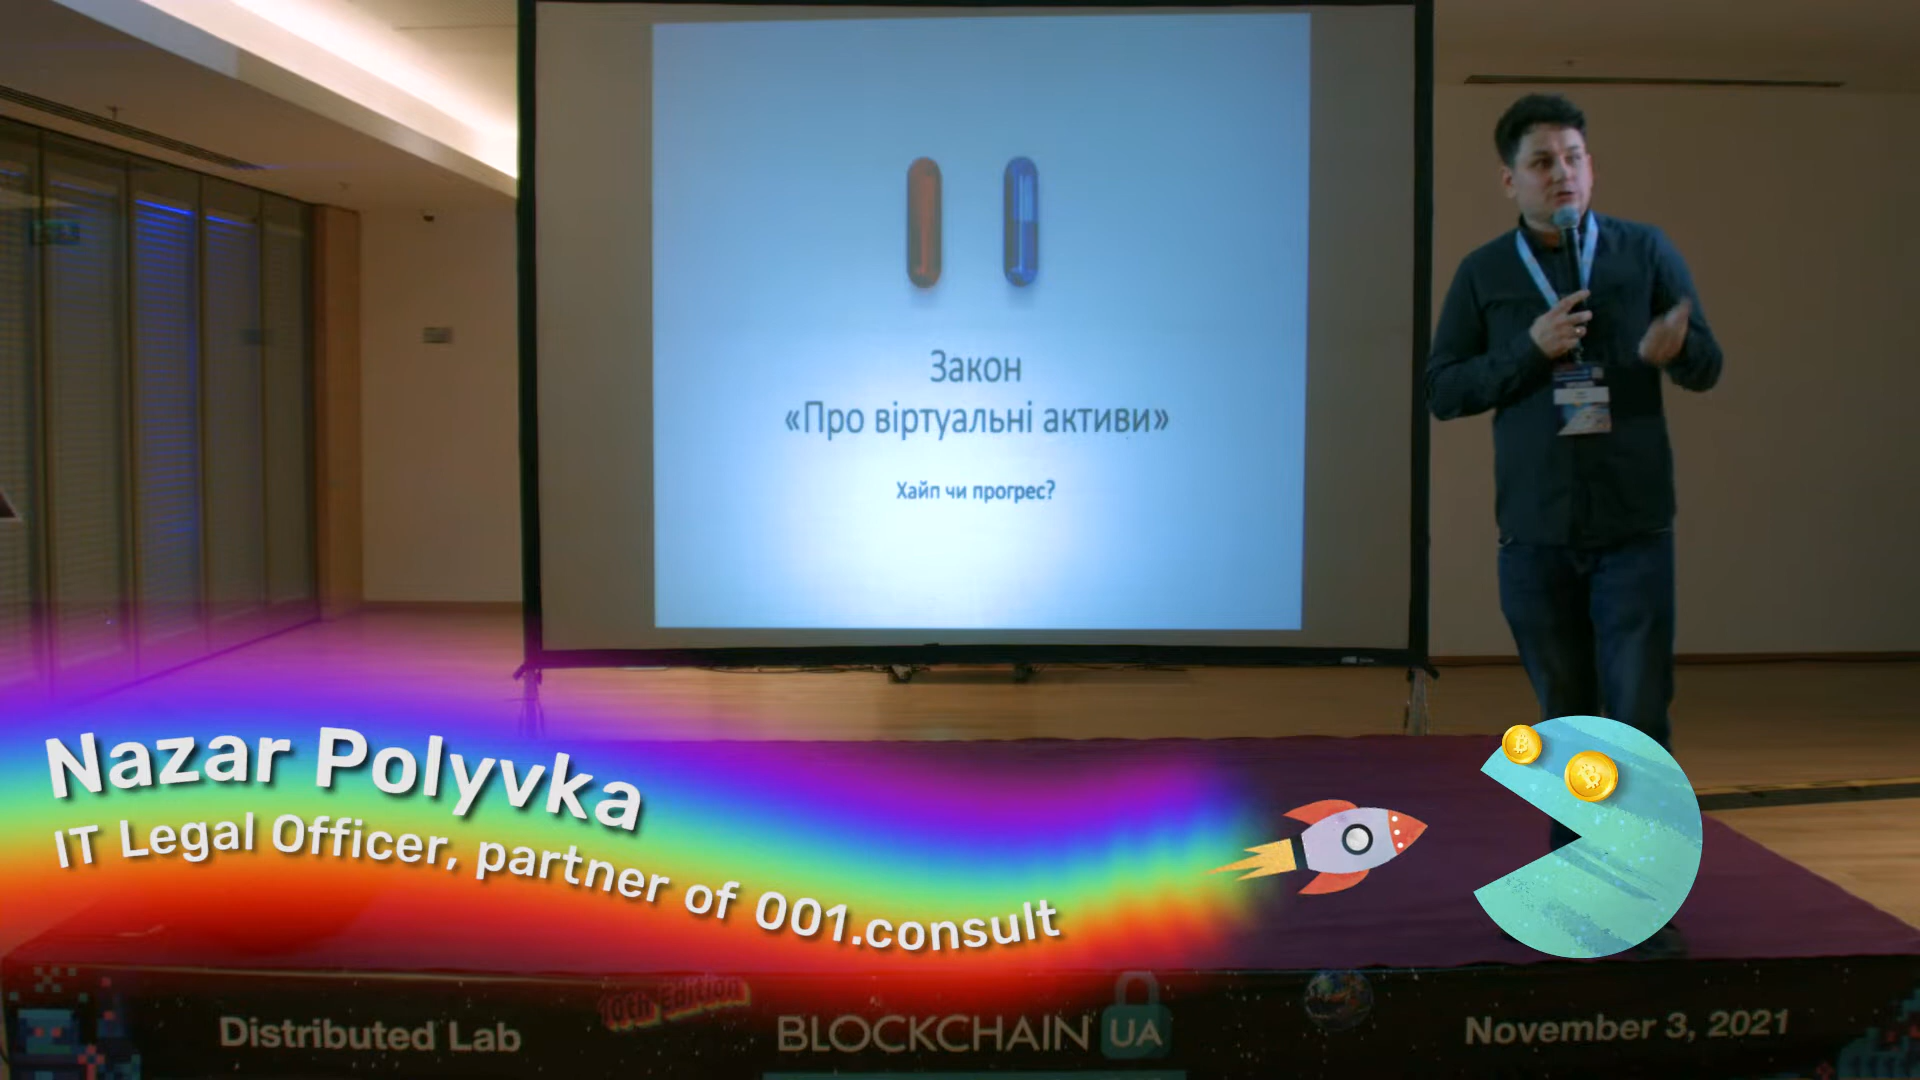 Закон
«Про віртуальні активи»
Хайп чи прогрес?
Nazar Polyvka
IT Legal Officer, partner of 001.consult
10th Edition
Distributed Lab
BLOCKCHAIN UA
November 3, 2021